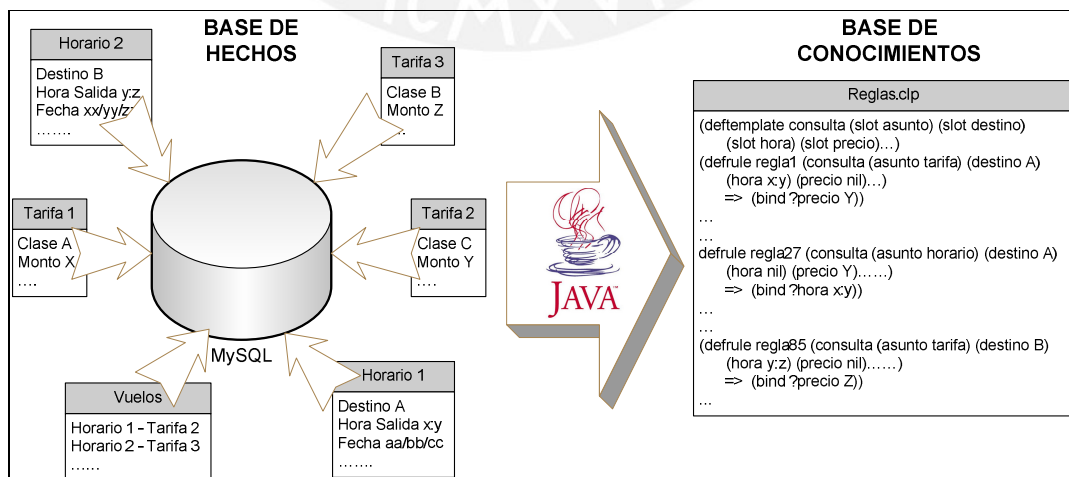 ICMXVI
BASE DE
HECHOS
BASE DE
CONOCIMIENTOS
Horario 2
Destino B
Hora Salida y:z
Fecha xx/yy/zz
…….
Tarifa 3
Clase B
Monto Z
….
Tarifa 1
Clase A
Monto X
….
Tarifa 2
Clase C
Monto Y
….
MySQL
Vuelos
Horario 1 - Tarifa 2
Horario 2 - Tarifa 3
……
Horario 1
Destino A
Hora Salida x:y
Fecha aa/bb/cc
…….
JAVA™
Reglas.clp
(deftemplate consulta (slot asunto) (slot destino)
(slot hora) (slot precio)…)
(defrule regla1 (consulta (asunto tarifa) (destino A)
(hora x:y) (precio nil)…)
=> (bind ?precio Y))
…
…
defrule regla27 (consulta (asunto horario) (destino A)
(hora nil) (precio Y)……)
=> (bind ?hora x:y))
…
…
(defrule regla85 (consulta (asunto tarifa) (destino B)
(hora y:z) (precio nil)……)
=> (bind ?precio Z))
…